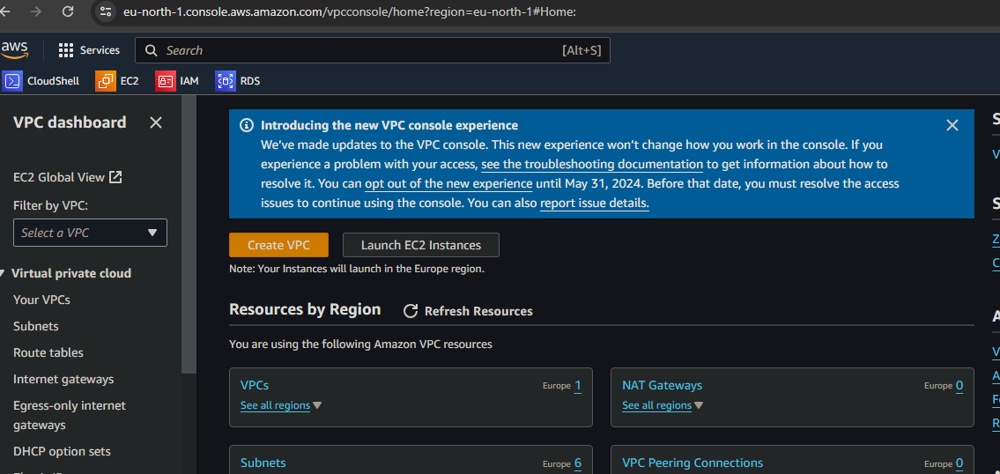 eu-north-1.console.aws.amazon.com/vpcconsole/home?region=eu-north-1#Home:
aws
Services
Search
[Alt+S]
CloudShell
EC2
IAM
RDS
VPC dashboard
EC2 Global View
Filter by VPC:
Select a VPC
Virtual private cloud
Your VPCs
Subnets
Route tables
Internet gateways
Egress-only internet
gateways
DHCP option sets
Introducing the new VPC console experience
We've made updates to the VPC console. This new experience won't change how you work in the console. If you
experience a problem with your access, see the troubleshooting documentation to get information about how to
resolve it. You can opt out of the new experience until May 31, 2024. Before that date, you must resolve the access
issues to continue using the console. You can also report issue details.
Create VPC
Launch EC2 Instances
Note: Your Instances will launch in the Europe region.
Resources by Region
Refresh Resources
You are using the following Amazon VPC resources
VPCs
Europe 1
See all regions
NAT Gateways
Europe 0
See all regions
Subnets
Europe 6
VPC Peering Connections
Europe 0